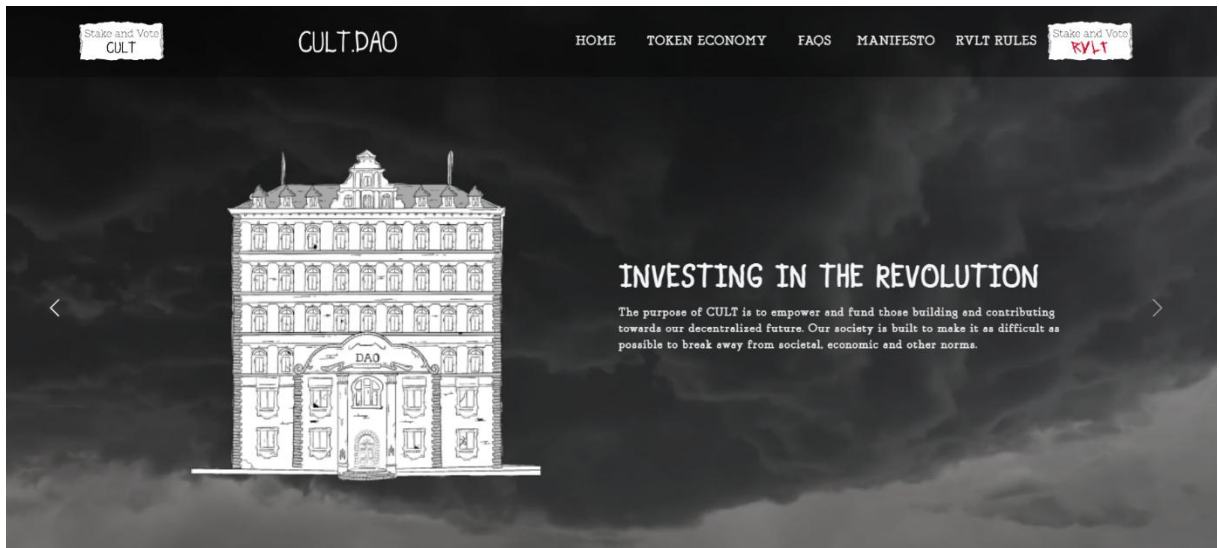 Stake and Vote
CULT
CULT.DAO
HOME TOKEN ECONOMY FAQS MANIFESTO RVLT RULES
Stake and Vote
RVLT
INVESTING IN THE REVOLUTION
The purpose of CULT is to empower and fund those building and contributing
towards our decentralized future. Our society is built to make it as difficult as
possible to break away from societal, economic and other norms.
DAO